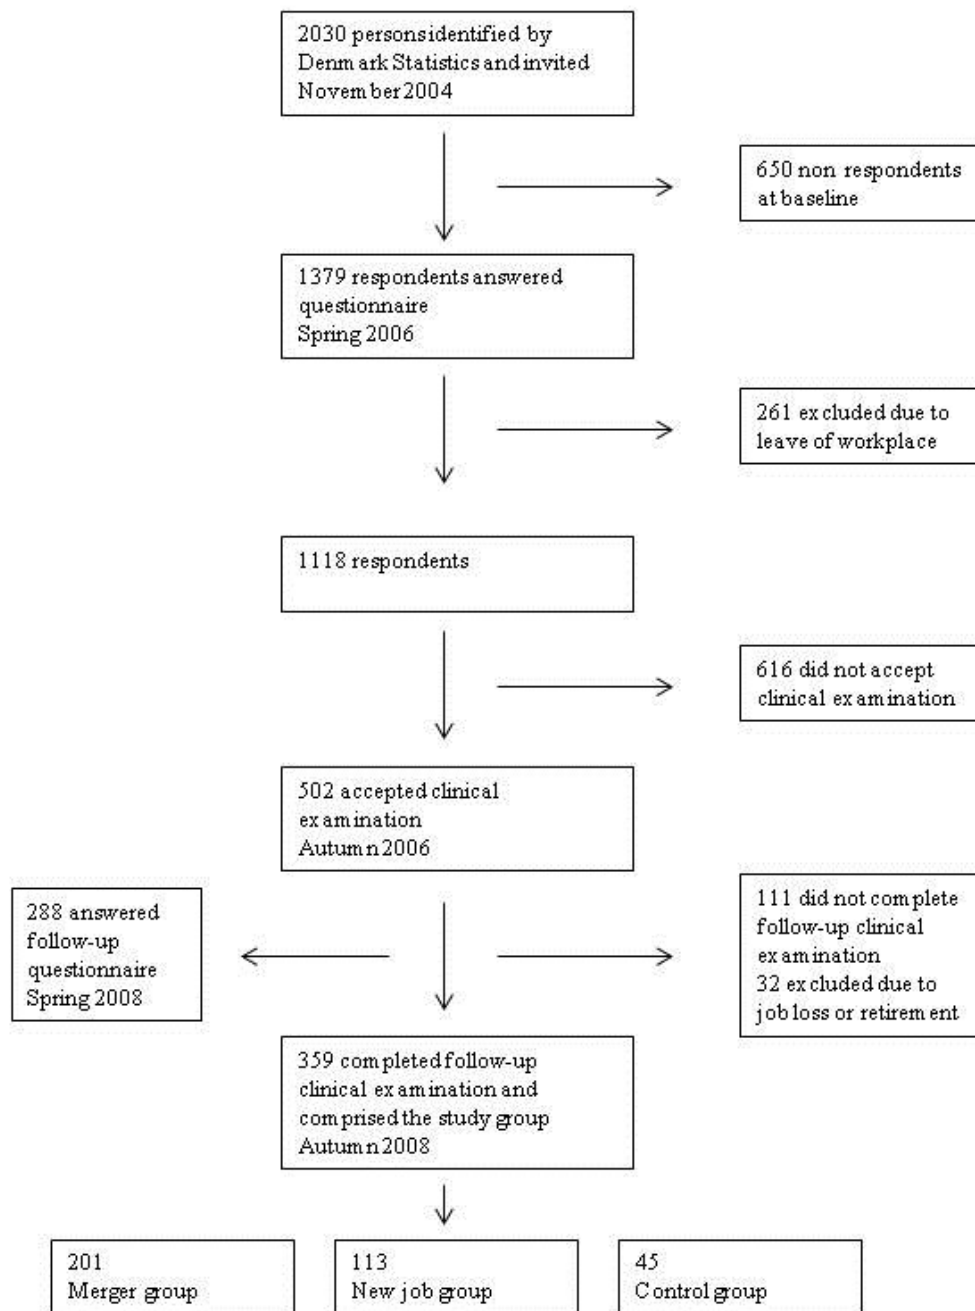 2030 persons identified by
Denmark Statistics and invited
November 2004
650 non respondents
at baseline
1379 respondents answered
questionnaire
Spring 2006
261 excluded due to
leave of workplace
1118 respondents
616 did not accept
clinical examination
502 accepted clinical
examination
Autumn 2006
288 answered
follow-up
questionnaire
Spring 2008
111 did not complete
follow-up clinical
examination
32 excluded due to
job loss or retirement
359 completed follow-up
clinical examination and
comprised the study group
Autumn 2008
201
Merger group
113
New job group
45
Control group